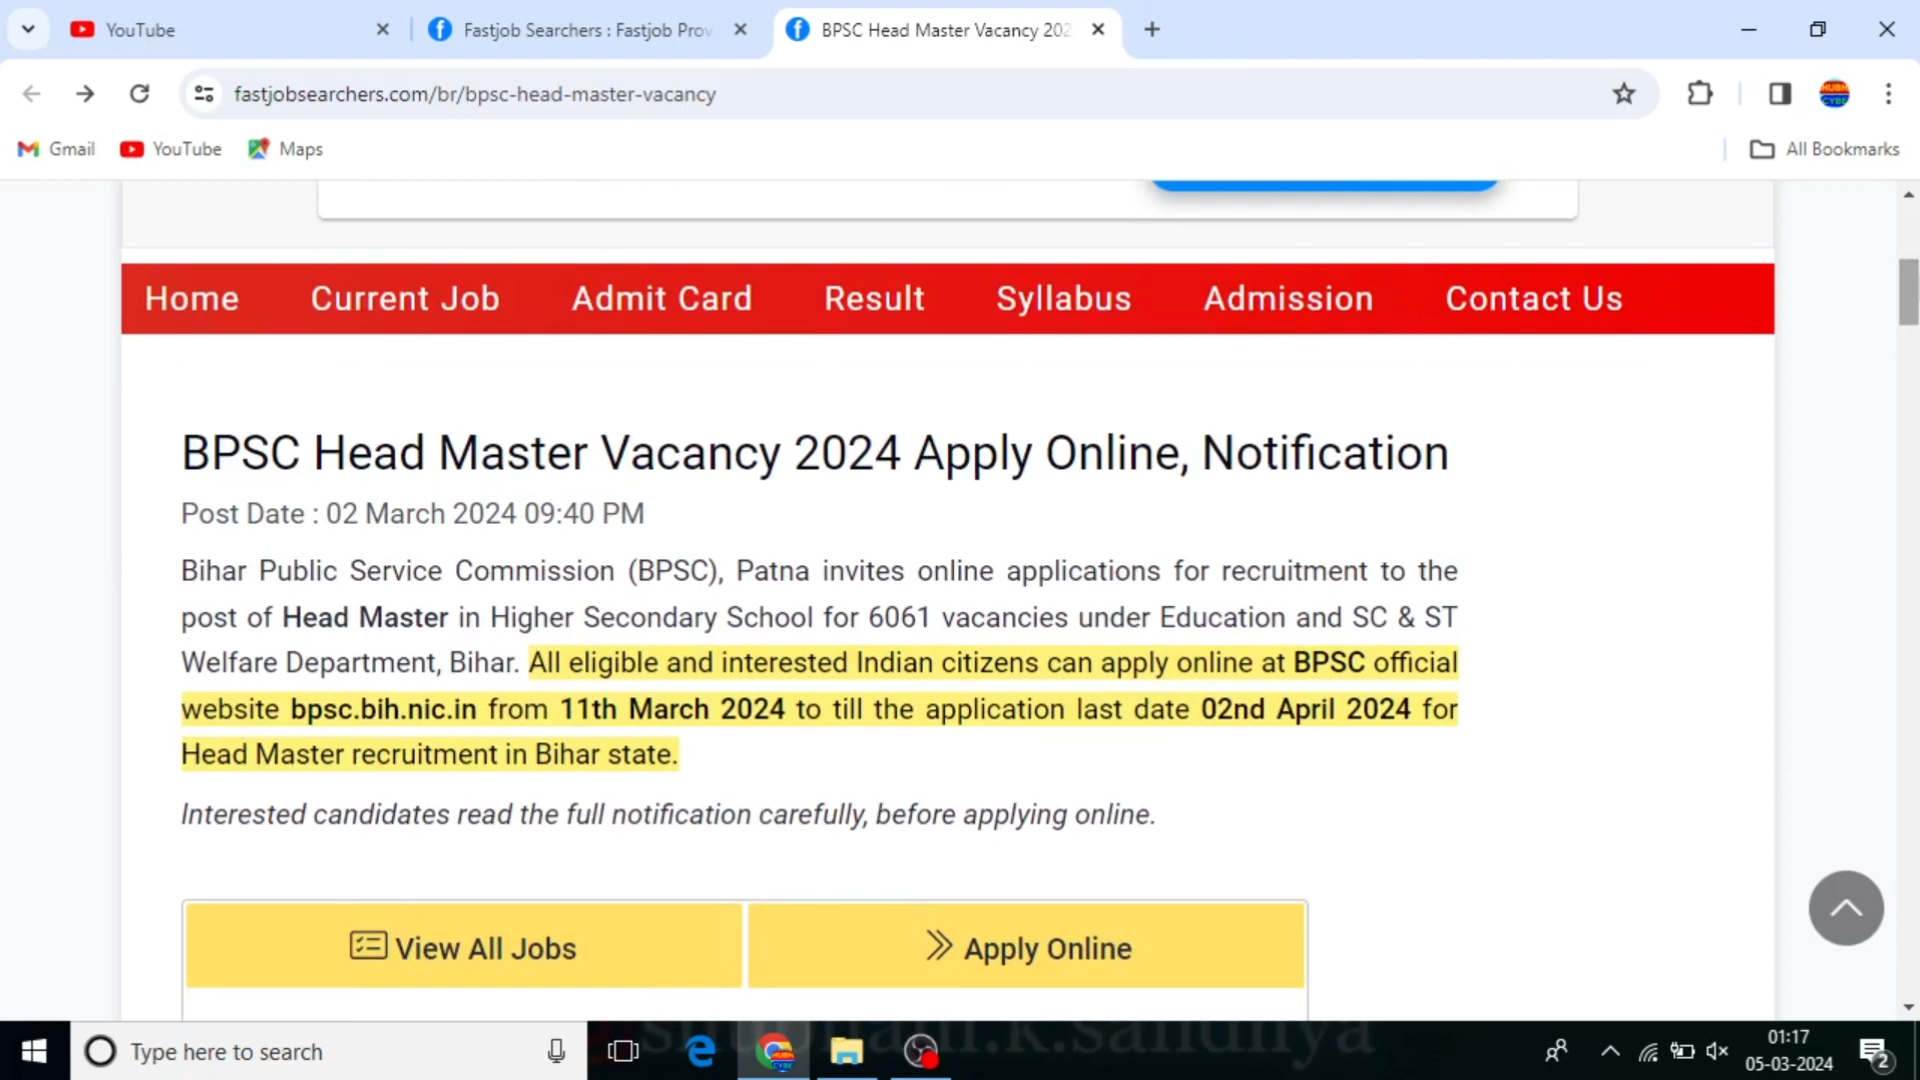 YouTube
Fastjob Searchers : Fastjob Prov
BPSC Head Master Vacancy 202
fastjobsearchers.com/br/bpsc-head-master-vacancy
Gmail YouTube Maps All Bookmarks
Home Current Job Admit Card Result Syllabus Admission Contact Us
BPSC Head Master Vacancy 2024 Apply Online, Notification
Post Date : 02 March 2024 09:40 PM
Bihar Public Service Commission (BPSC), Patna invites online applications for recruitment to the
post of Head Master in Higher Secondary School for 6061 vacancies under Education and SC & ST
Welfare Department, Bihar. All eligible and interested Indian citizens can apply online at BPSC official
website bpsc.bih.nic.in from 11th March 2024 to till the application last date 02nd April 2024 for
Head Master recruitment in Bihar state.
Interested candidates read the full notification carefully, before applying online.
View All Jobs
Apply Online
Type here to search
01:17
05-03-2024
2